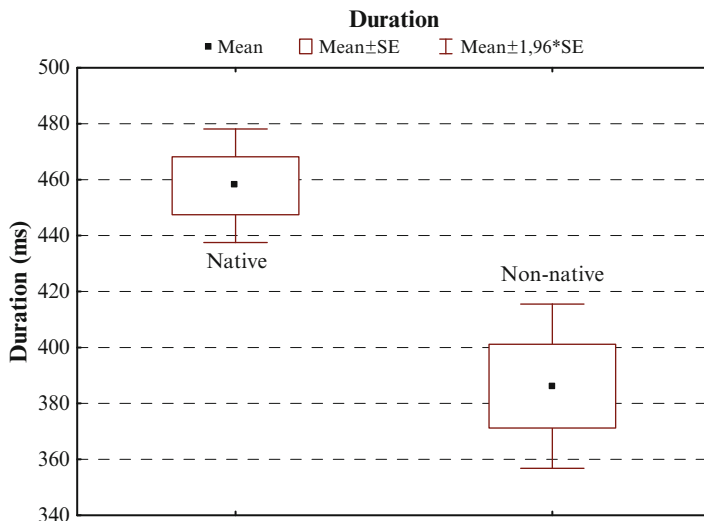 Duration
Mean Mean±SE Mean±1,96*SE
500
480
460
440
Native
420
Non-native
400
380
360
340
Duration (ms)